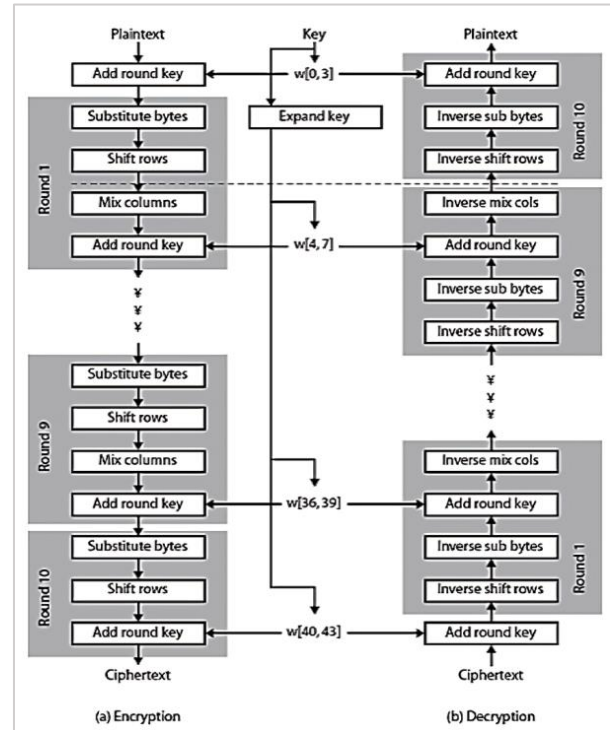 Plaintext
Add round key
Substitute bytes
Shift rows
Mix columns
Add round key
Round 1
¥
¥
¥
Substitute bytes
Shift rows
Mix columns
Add round key
Round 9
Substitute bytes
Shift rows
Add round key
Round 10
Ciphertext
(a) Encryption
Key
w[0, 3]
Expand key
w[4, 7]
w[36, 39]
w[40, 43]
Plaintext
Add round key
Inverse sub bytes
Inverse shift rows
Round 10
Inverse mix cols
Add round key
Inverse sub bytes
Inverse shift rows
Round 9
¥
¥
¥
Inverse mix cols
Add round key
Inverse sub bytes
Inverse shift rows
Round 1
Add round key
Ciphertext
(b) Decryption